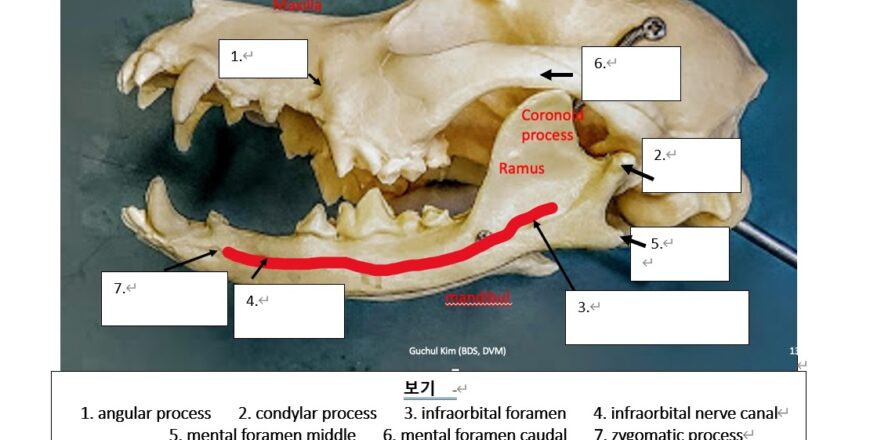 Maxilla
1.
6.
Coronoid
process
2.
Ramus
5.
7.
4.
3.
mandibul
Guchul Kim (BDS, DVM)
보기
1. angular process 2. condylar process 3. infraorbital foramen 4. infraorbital nerve canal
5. mental foramen middle 6. mental foramen caudal 7. zygomatic process